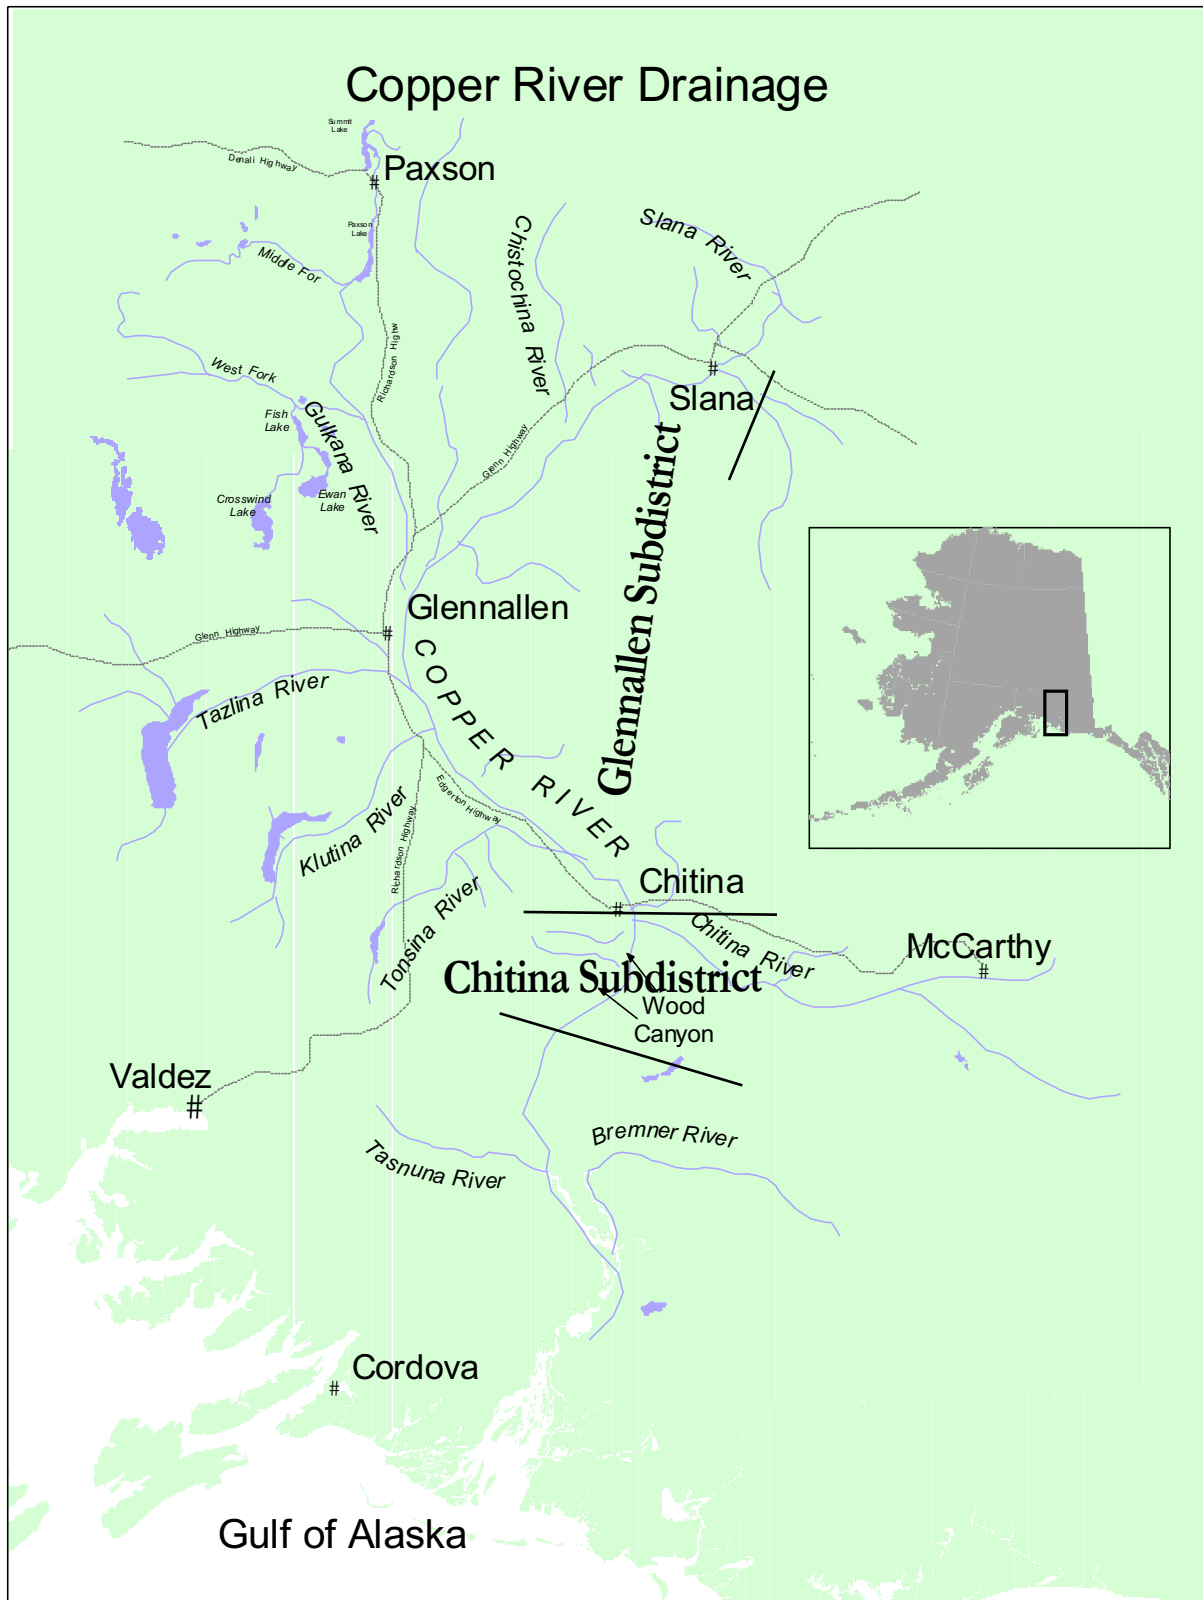 Copper River Drainage
Summit
Lake
Denali Highway
Paxson
Paxson
Lake
Middle For
Chistochina River
Slana River
Richardson Highw
West Fork
Slana
Fish
Lake
Gulkana River
Glenn Highway
Crosswind
Lake
Ewan
Lake
Glennallen Subdistrict
Glennallen
Glenn Highway
COPPER RIVER
Tazlina River
Edgerton Highway
Klutina River
Richardson Highway
Tonsina River
Chitina
Chitina River
McCarthy
Chitina Subdistrict
Wood
Canyon
Valdez
Bremner River
Tasnuna River
Cordova
Gulf of Alaska